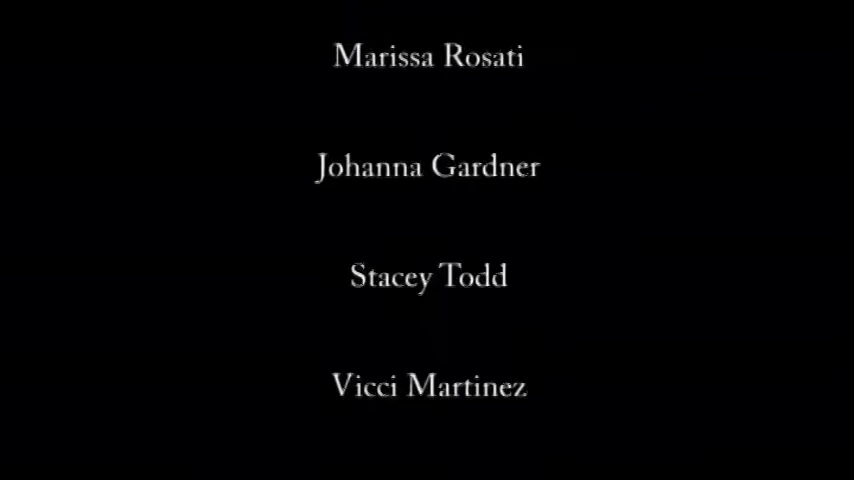 Marissa Rosati
Johanna Gardner
Stacey Todd
Vicci Martinez